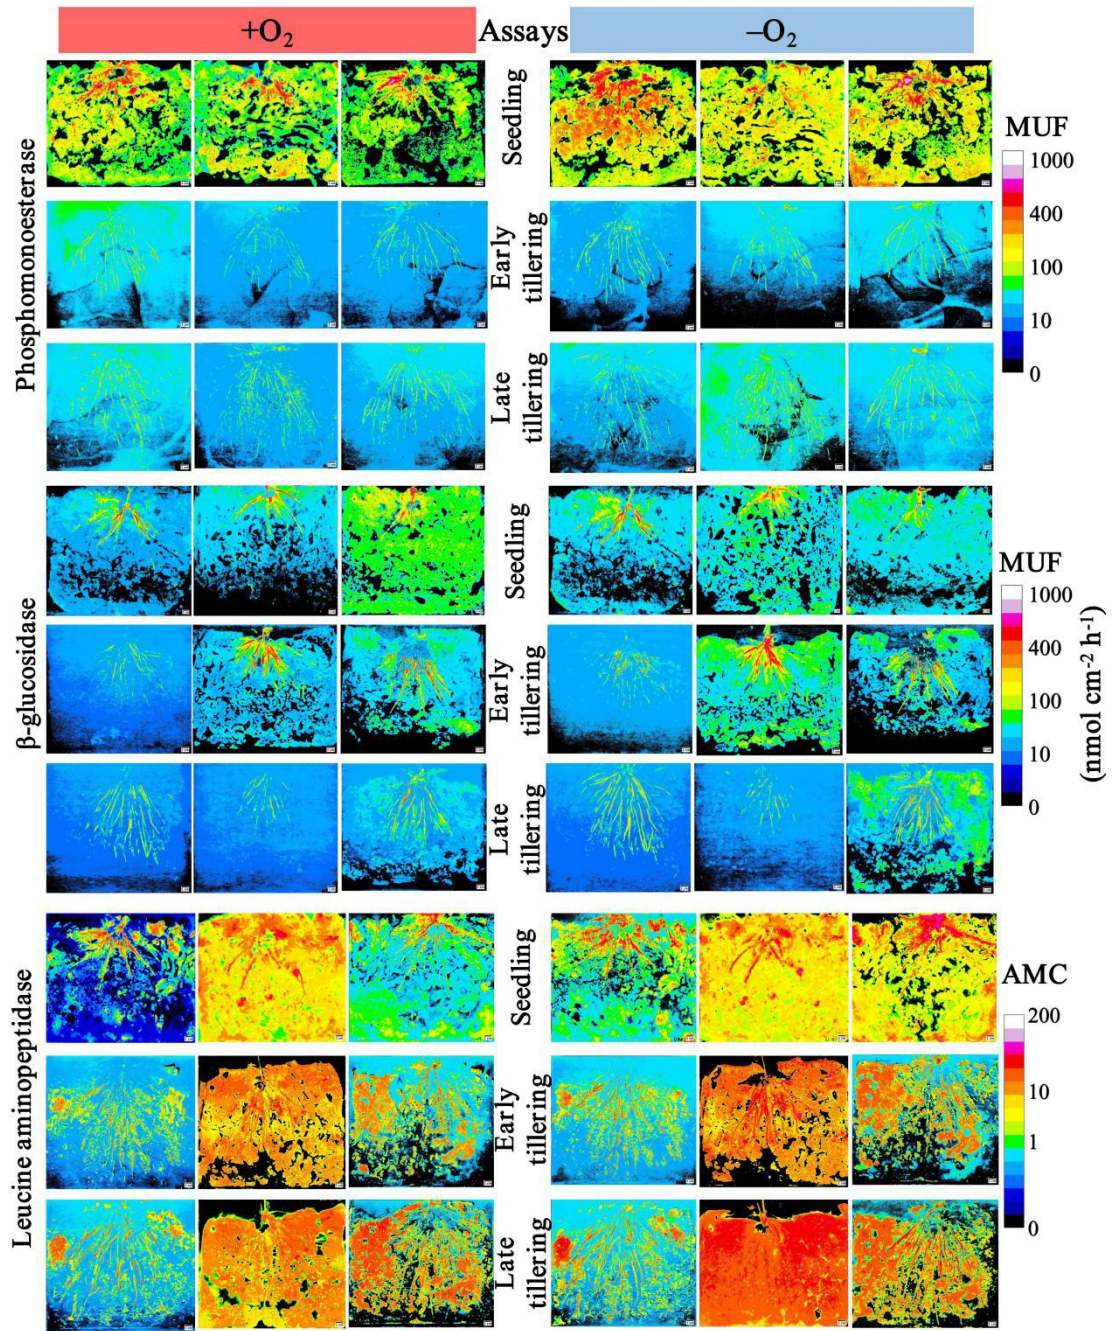 +O2 Assays –O2
Phosphomonoesterase
Seedling
Early
tillering
Late
tillering
MUF
1000
400
100
10
0
β-glucosidase
Seedling
Early
tillering
Late
tillering
MUF
1000
400
100
10
0
(nmol cm⁻² h⁻¹)
Leucine aminopeptidase
Seedling
Early
tillering
Late
tillering
AMC
200
10
1
0